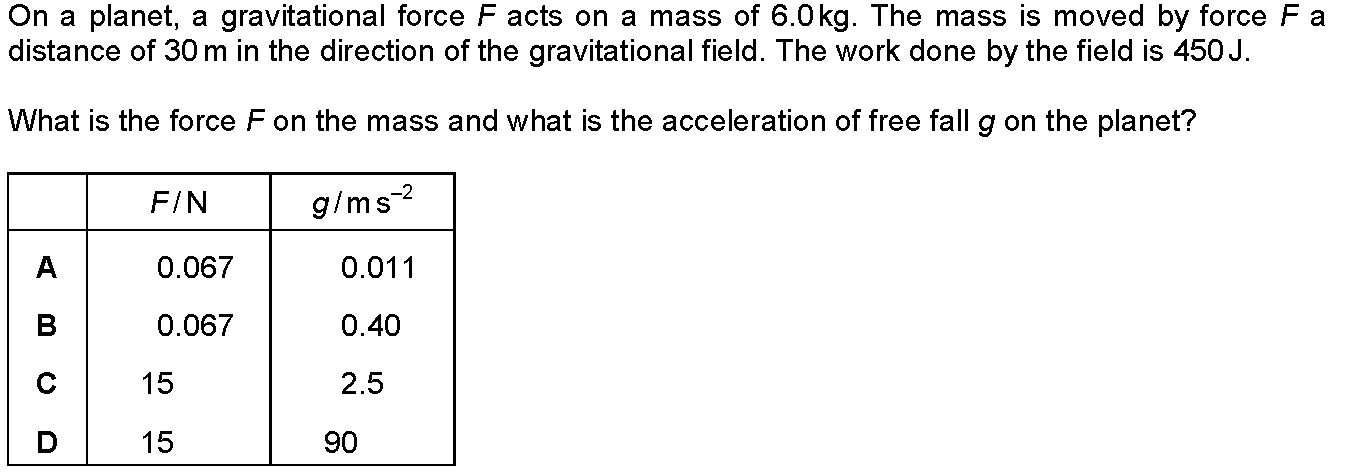 On a planet, a gravitational force F acts on a mass of 6.0 kg. The mass is moved by force F a
distance of 30 m in the direction of the gravitational field. The work done by the field is 450 J.
What is the force F on the mass and what is the acceleration of free fall g on the planet?
F/N g/m s⁻²
A 0.067 0.011
B 0.067 0.40
C 15 2.5
D 15 90